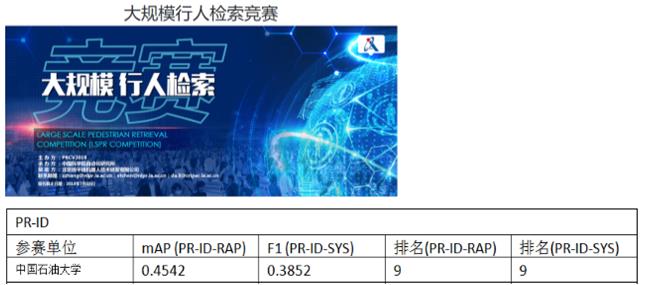 大规模行人检索竞赛
竞赛
大规模 行人检索
LARGE SCALE PEDESTRIAN RETRIEVAL
COMPETITION (LSPR COMPETITION)
PR-ID
参赛单位 mAP (PR-ID-RAP) F1 (PR-ID-SYS) 排名(PR-ID-RAP) 排名(PR-ID-SYS)
中国石油大学 0.4542 0.3852 9 9